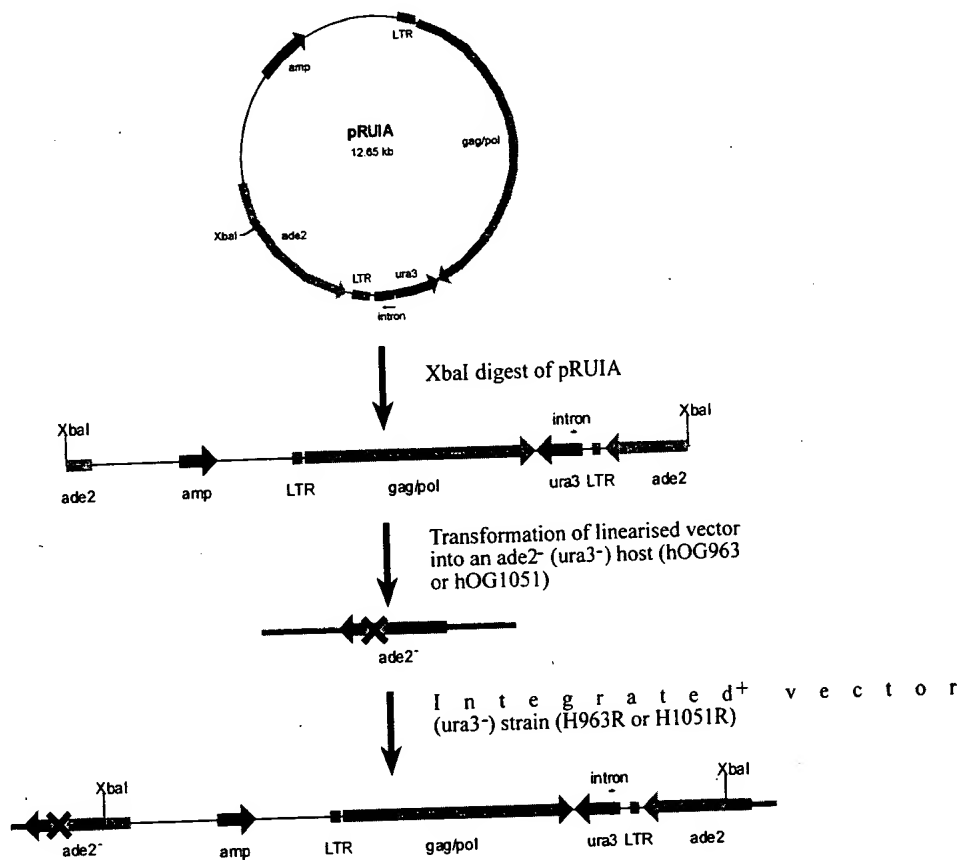 LTR
amp
pRUIA
12.65 kb
gag/pol
XbaI
ade2
LTR
ura3
intron
XbaI digest of pRUIA
XbaI
intron
XbaI
ade2
amp
LTR
gag/pol
ura3 LTR
ade2
Transformation of linearised vector
into an ade2- (ura3-) host (hOG963
or hOG1051)
ade2-
Integrated+ vector
(ura3-) strain (H963R or H1051R)
XbaI
intron
XbaI
ade2-
amp
LTR
gag/pol
ura3 LTR
ade2